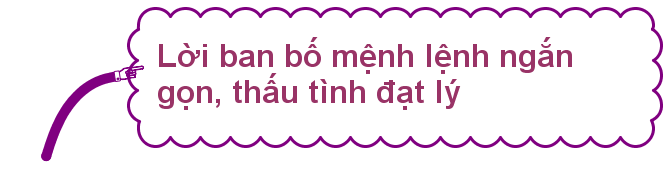 Lời ban bố mệnh lệnh ngắn
gọn, thấu tình đạt lý